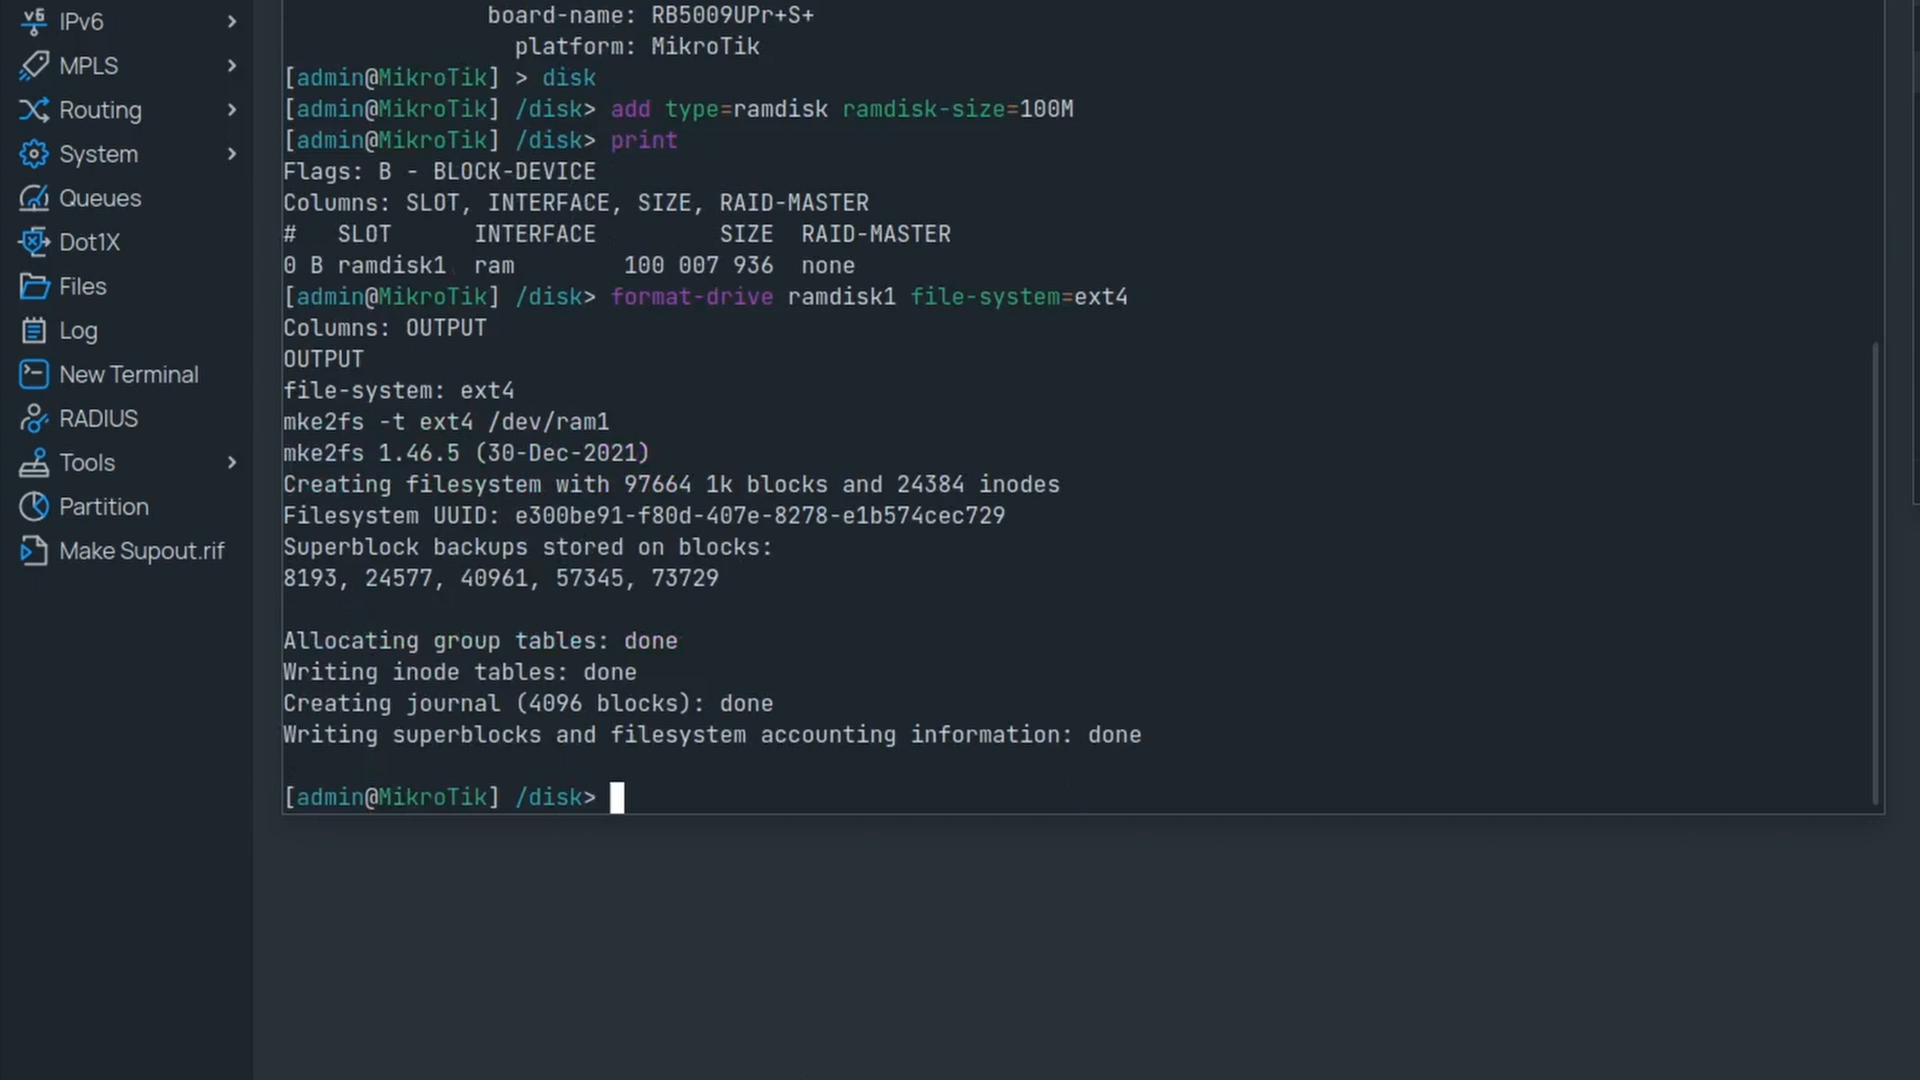 IPv6
MPLS
Routing
System
Queues
Dot1X
Files
Log
New Terminal
RADIUS
Tools
Partition
Make Supout.rif
board-name: RB5009UPr+S+
platform: MikroTik
[admin@MikroTik] > disk
[admin@MikroTik] /disk> add type=ramdisk ramdisk-size=100M
[admin@MikroTik] /disk> print
Flags: B - BLOCK-DEVICE
Columns: SLOT, INTERFACE, SIZE, RAID-MASTER
# SLOT INTERFACE SIZE RAID-MASTER
0 B ramdisk1 ram 100 007 936 none
[admin@MikroTik] /disk> format-drive ramdisk1 file-system=ext4
Columns: OUTPUT
OUTPUT
file-system: ext4
mke2fs -t ext4 /dev/ram1
mke2fs 1.46.5 (30-Dec-2021)
Creating filesystem with 97664 1k blocks and 24384 inodes
Filesystem UUID: e300be91-f80d-407e-8278-e1b574cec729
Superblock backups stored on blocks:
8193, 24577, 40961, 57345, 73729
Allocating group tables: done
Writing inode tables: done
Creating journal (4096 blocks): done
Writing superblocks and filesystem accounting information: done
[admin@MikroTik] /disk>